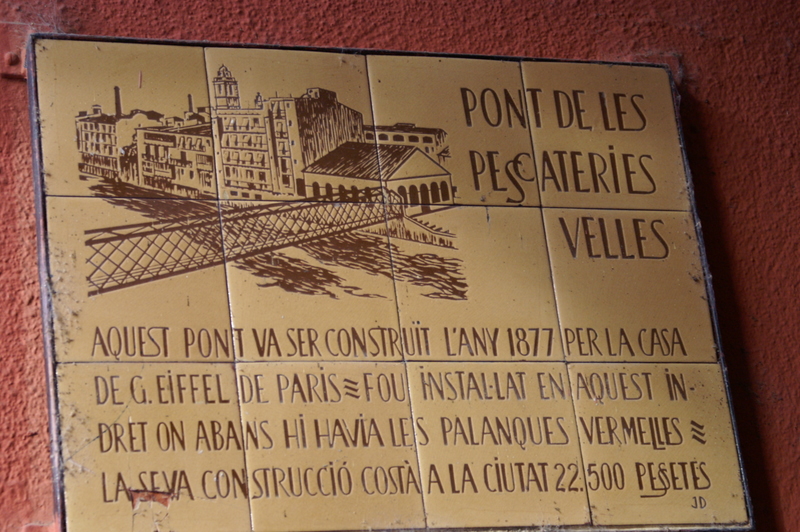 PONT DE LES
PESCATERIES
VELLES
AQUEST PONT VA SER CONSTRUÏT L'ANY 1877 PER LA CASA
DE G. EIFFEL DE PARIS ≋ FOU INSTAL·LAT EN AQUEST IN-
DRET ON ABANS HI HAVIA LES PALANQUES VERMELLES ≋
LA SEVA CONSTRUCCIÓ COSTÀ A LA CIUTAT 22.500 PESSETES
JD